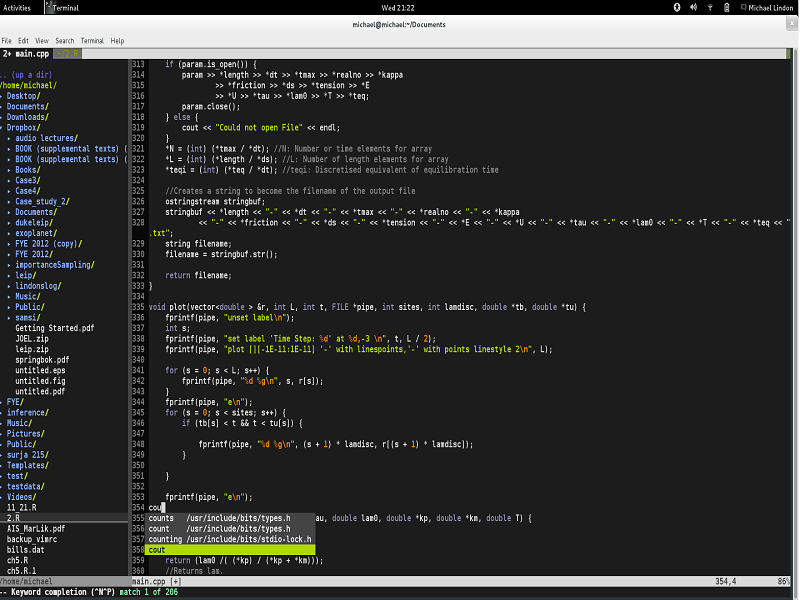 Activities Terminal Wed 21:22 Michael Lindon
michael@michael:~/Documents
File Edit View Search Terminal Help
2+ main.cpp
.. (up a dir)
/home/michael/
▸ Desktop/
▸ Documents/
▸ Downloads/
▾ Dropbox/
▸ audio lectures/
▸ BOOK (supplemental texts) (
▸ BOOK (supplemental texts) (
▸ Books/
▸ Case3/
▸ Case4/
▸ Case_study_2/
▸ Documents/
▸ dukeleip/
▸ exoplanet/
▸ FYE 2012 (copy)/
▸ FYE 2012/
▸ importanceSampling/
▸ leip/
▸ lindonslog/
▸ Music/
▸ Public/
▸ samsi/
Getting Started.pdf
JOEL.zip
leip.zip
springbok.pdf
untitled.eps
untitled.fig
untitled.pdf
▸ FYE/
▸ inference/
▸ Music/
▸ Pictures/
▸ Public/
▸ surja 215/
▸ Templates/
▸ test/
▸ testdata/
▸ Videos/
11_21.R
2.R
AIS_MarLik.pdf
backup_vimrc
bills.dat
ch5.R
ch5.R.1
/home/michael
313 if (param.is_open()) {
314 param >> *length >> *dt >> *tmax >> *realno >> *kappa
315 >> *friction >> *ds >> *tension >> *E
316 >> *U >> *tau >> *lam0 >> *T >> *teq;
317 param.close();
318 } else {
319 cout << "Could not open File" << endl;
320 }
321 *N = (int) (*tmax / *dt); //N: Number or time elements for array
322 *L = (int) (*length / *ds); //L: Number of length elements for array
323 *teqi = (int) (*teq / *dt); //teqi: Discretised equivalent of equilibration time
324
325 //Creates a string to become the filename of the output file
326 ostringstream stringbuf;
327 stringbuf << *length << "-" << *dt << "-" << *tmax << "-" << *realno << "-" << *kappa
328 << "-" << *friction << "-" << *ds << "-" << *tension << "-" << *E << "-" << *U << "-" << *tau << "-" << *lam0 << "-" << *T << "-" << *teq << "
.txt";
329 string filename;
330 filename = stringbuf.str();
331
332 return filename;
333 }
334
335 void plot(vector<double > &r, int L, int t, FILE *pipe, int sites, int lamdisc, double *tb, double *tu) {
336 fprintf(pipe, "unset label\n");
337 int s;
338 fprintf(pipe, "set label 'Time Step: %d' at %d,-3 \n", t, L / 2);
339 fprintf(pipe, "plot [][-1E-11:1E-11] '-' with linespoints,'-' with points linestyle 2\n", L);
340
341 for (s = 0; s < L; s++) {
342 fprintf(pipe, "%d %g\n", s, r[s]);
343 }
344 fprintf(pipe, "e\n");
345 for (s = 0; s < sites; s++) {
346 if (tb[s] < t && t < tu[s]) {
347
348 fprintf(pipe, "%d %g\n", (s + 1) * lamdisc, r[(s + 1) * lamdisc]);
349 }
350
351 }
352
353 fprintf(pipe, "e\n");
354 cou
355 counts /usr/include/bits/types.h au, double lam0, double *kp, double *km, double T) {
356 count /usr/include/bits/types.h
357 counting /usr/include/bits/stdio-lock.h
358 cout
359 return (lam0 /( (*kp) / (*kp + *km)));
360 //Returns lam.
main.cpp [+] 354,4 86%
-- Keyword completion (^N^P) match 1 of 206